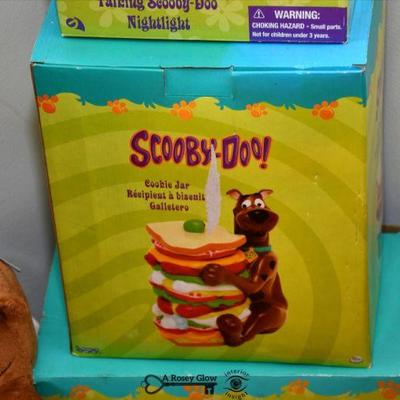 Talking Scooby-Doo
Nightlight
WARNING:
CHOKING HAZARD - Small parts.
Not for children under 3 years.
SCOOBY-DOO!
Cookie Jar
Récipient à biscuit
Galletero
A Rosey Glow
interior
insight